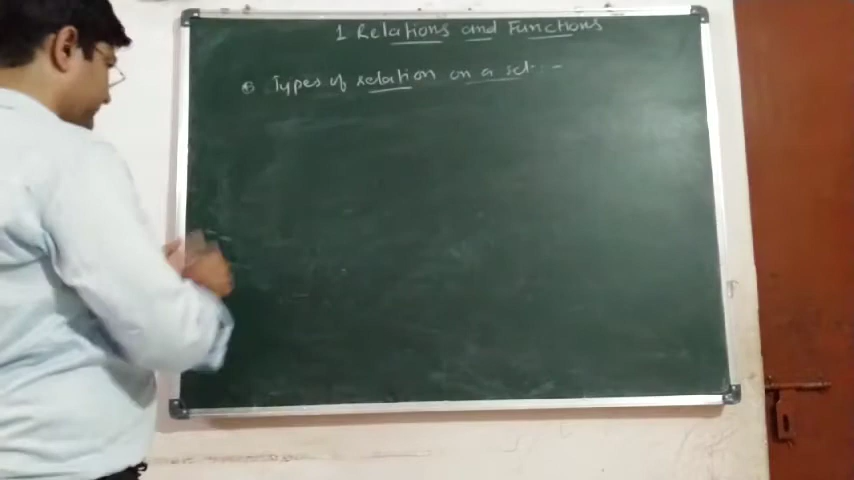 1 Relations and Functions
⊛ Types of relation on a set :-